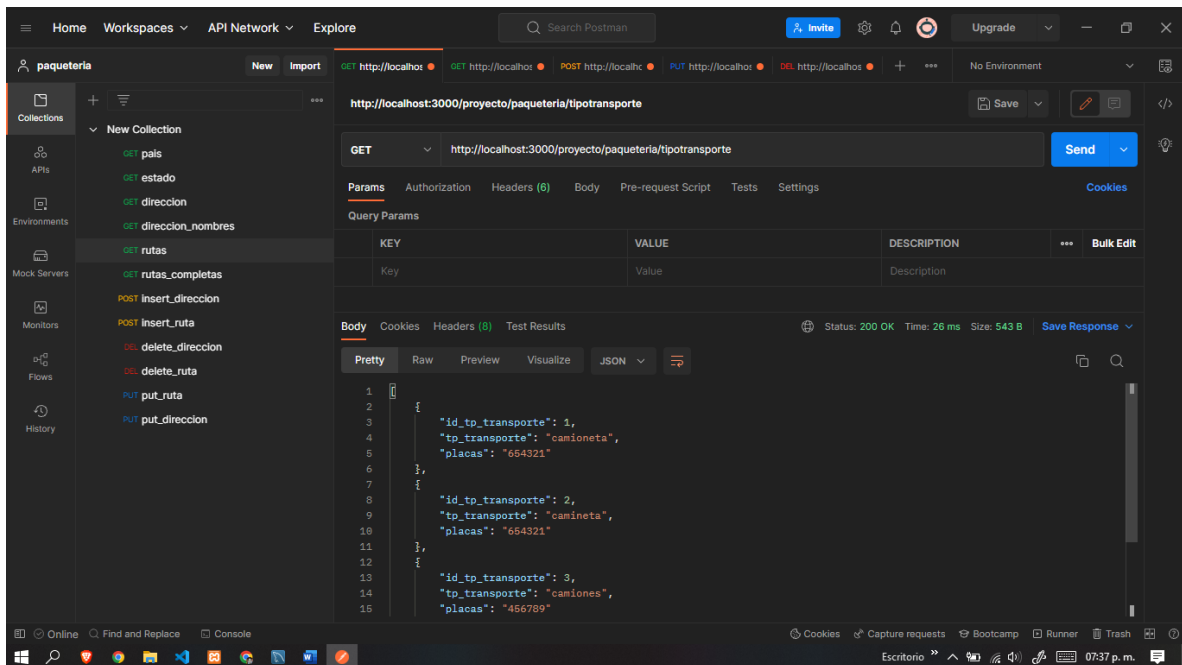 Home Workspaces API Network Explore Search Postman Invite Upgrade
paqueteria New Import GET http://localhos GET http://localhos POST http://localhc PUT http://localhos DEL http://localhos No Environment
Collections
APIs
Environments
Mock Servers
Monitors
Flows
History
New Collection
GET pais
GET estado
GET direccion
GET direccion_nombres
GET rutas
GET rutas_completas
POST insert_direccion
POST insert_ruta
DEL delete_direccion
DEL delete_ruta
PUT put_ruta
PUT put_direccion
http://localhost:3000/proyecto/paqueteria/tipotransporte Save
GET http://localhost:3000/proyecto/paqueteria/tipotransporte Send
Params Authorization Headers (6) Body Pre-request Script Tests Settings Cookies
Query Params
KEY VALUE DESCRIPTION Bulk Edit
Key Value Description
Body Cookies Headers (8) Test Results Status: 200 OK Time: 26 ms Size: 543 B Save Response
Pretty Raw Preview Visualize JSON
1 [
2 {
3 "id_tp_transporte": 1,
4 "tp_transporte": "camioneta",
5 "placas": "654321"
6 },
7 {
8 "id_tp_transporte": 2,
9 "tp_transporte": "camineta",
10 "placas": "654321"
11 },
12 {
13 "id_tp_transporte": 3,
14 "tp_transporte": "camiones",
15 "placas": "456789"
Online Find and Replace Console Cookies Capture requests Bootcamp Runner Trash
Escritorio 07:37 p. m.